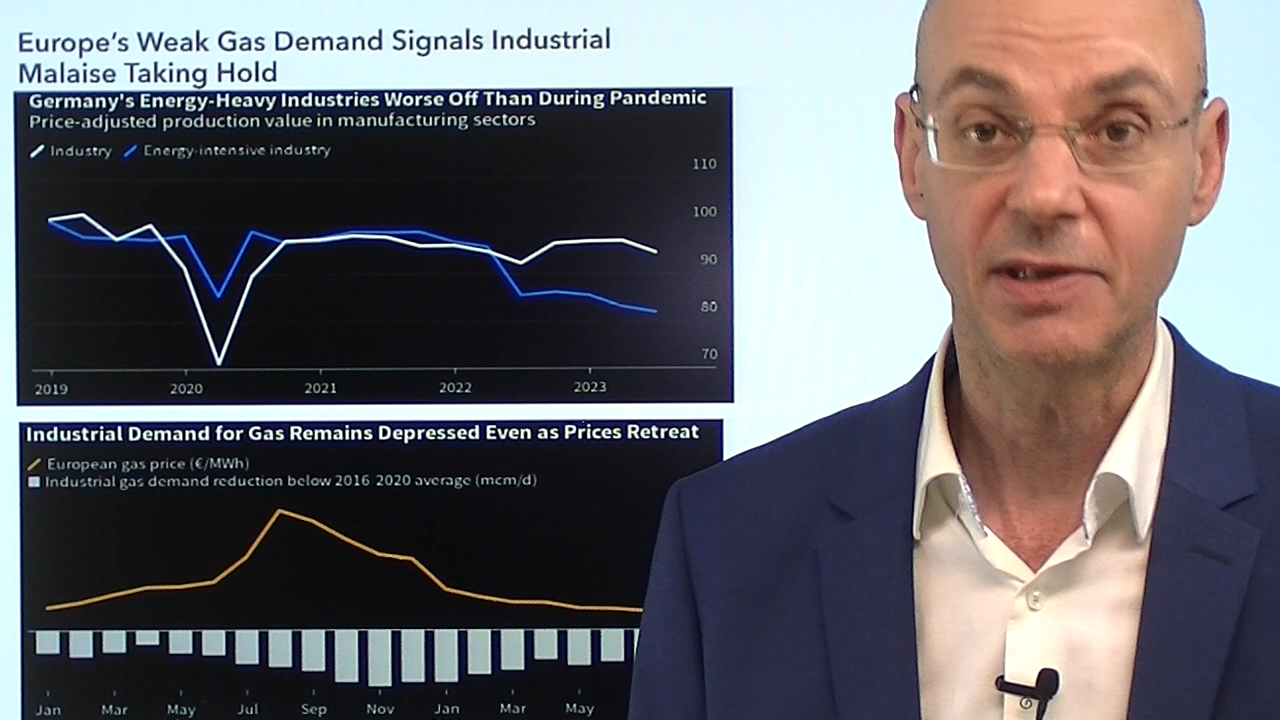 Europe's Weak Gas Demand Signals Industrial
Malaise Taking Hold
Germany's Energy-Heavy Industries Worse Off Than During Pandemic
Price-adjusted production value in manufacturing sectors
Industry Energy-intensive industry
110
100
90
80
70
2019 2020 2021 2022 2023
Industrial Demand for Gas Remains Depressed Even as Prices Retreat
European gas price (€/MWh)
Industrial gas demand reduction below 2016-2020 average (mcm/d)
Jan Mar May Jul Sep Nov Jan Mar May